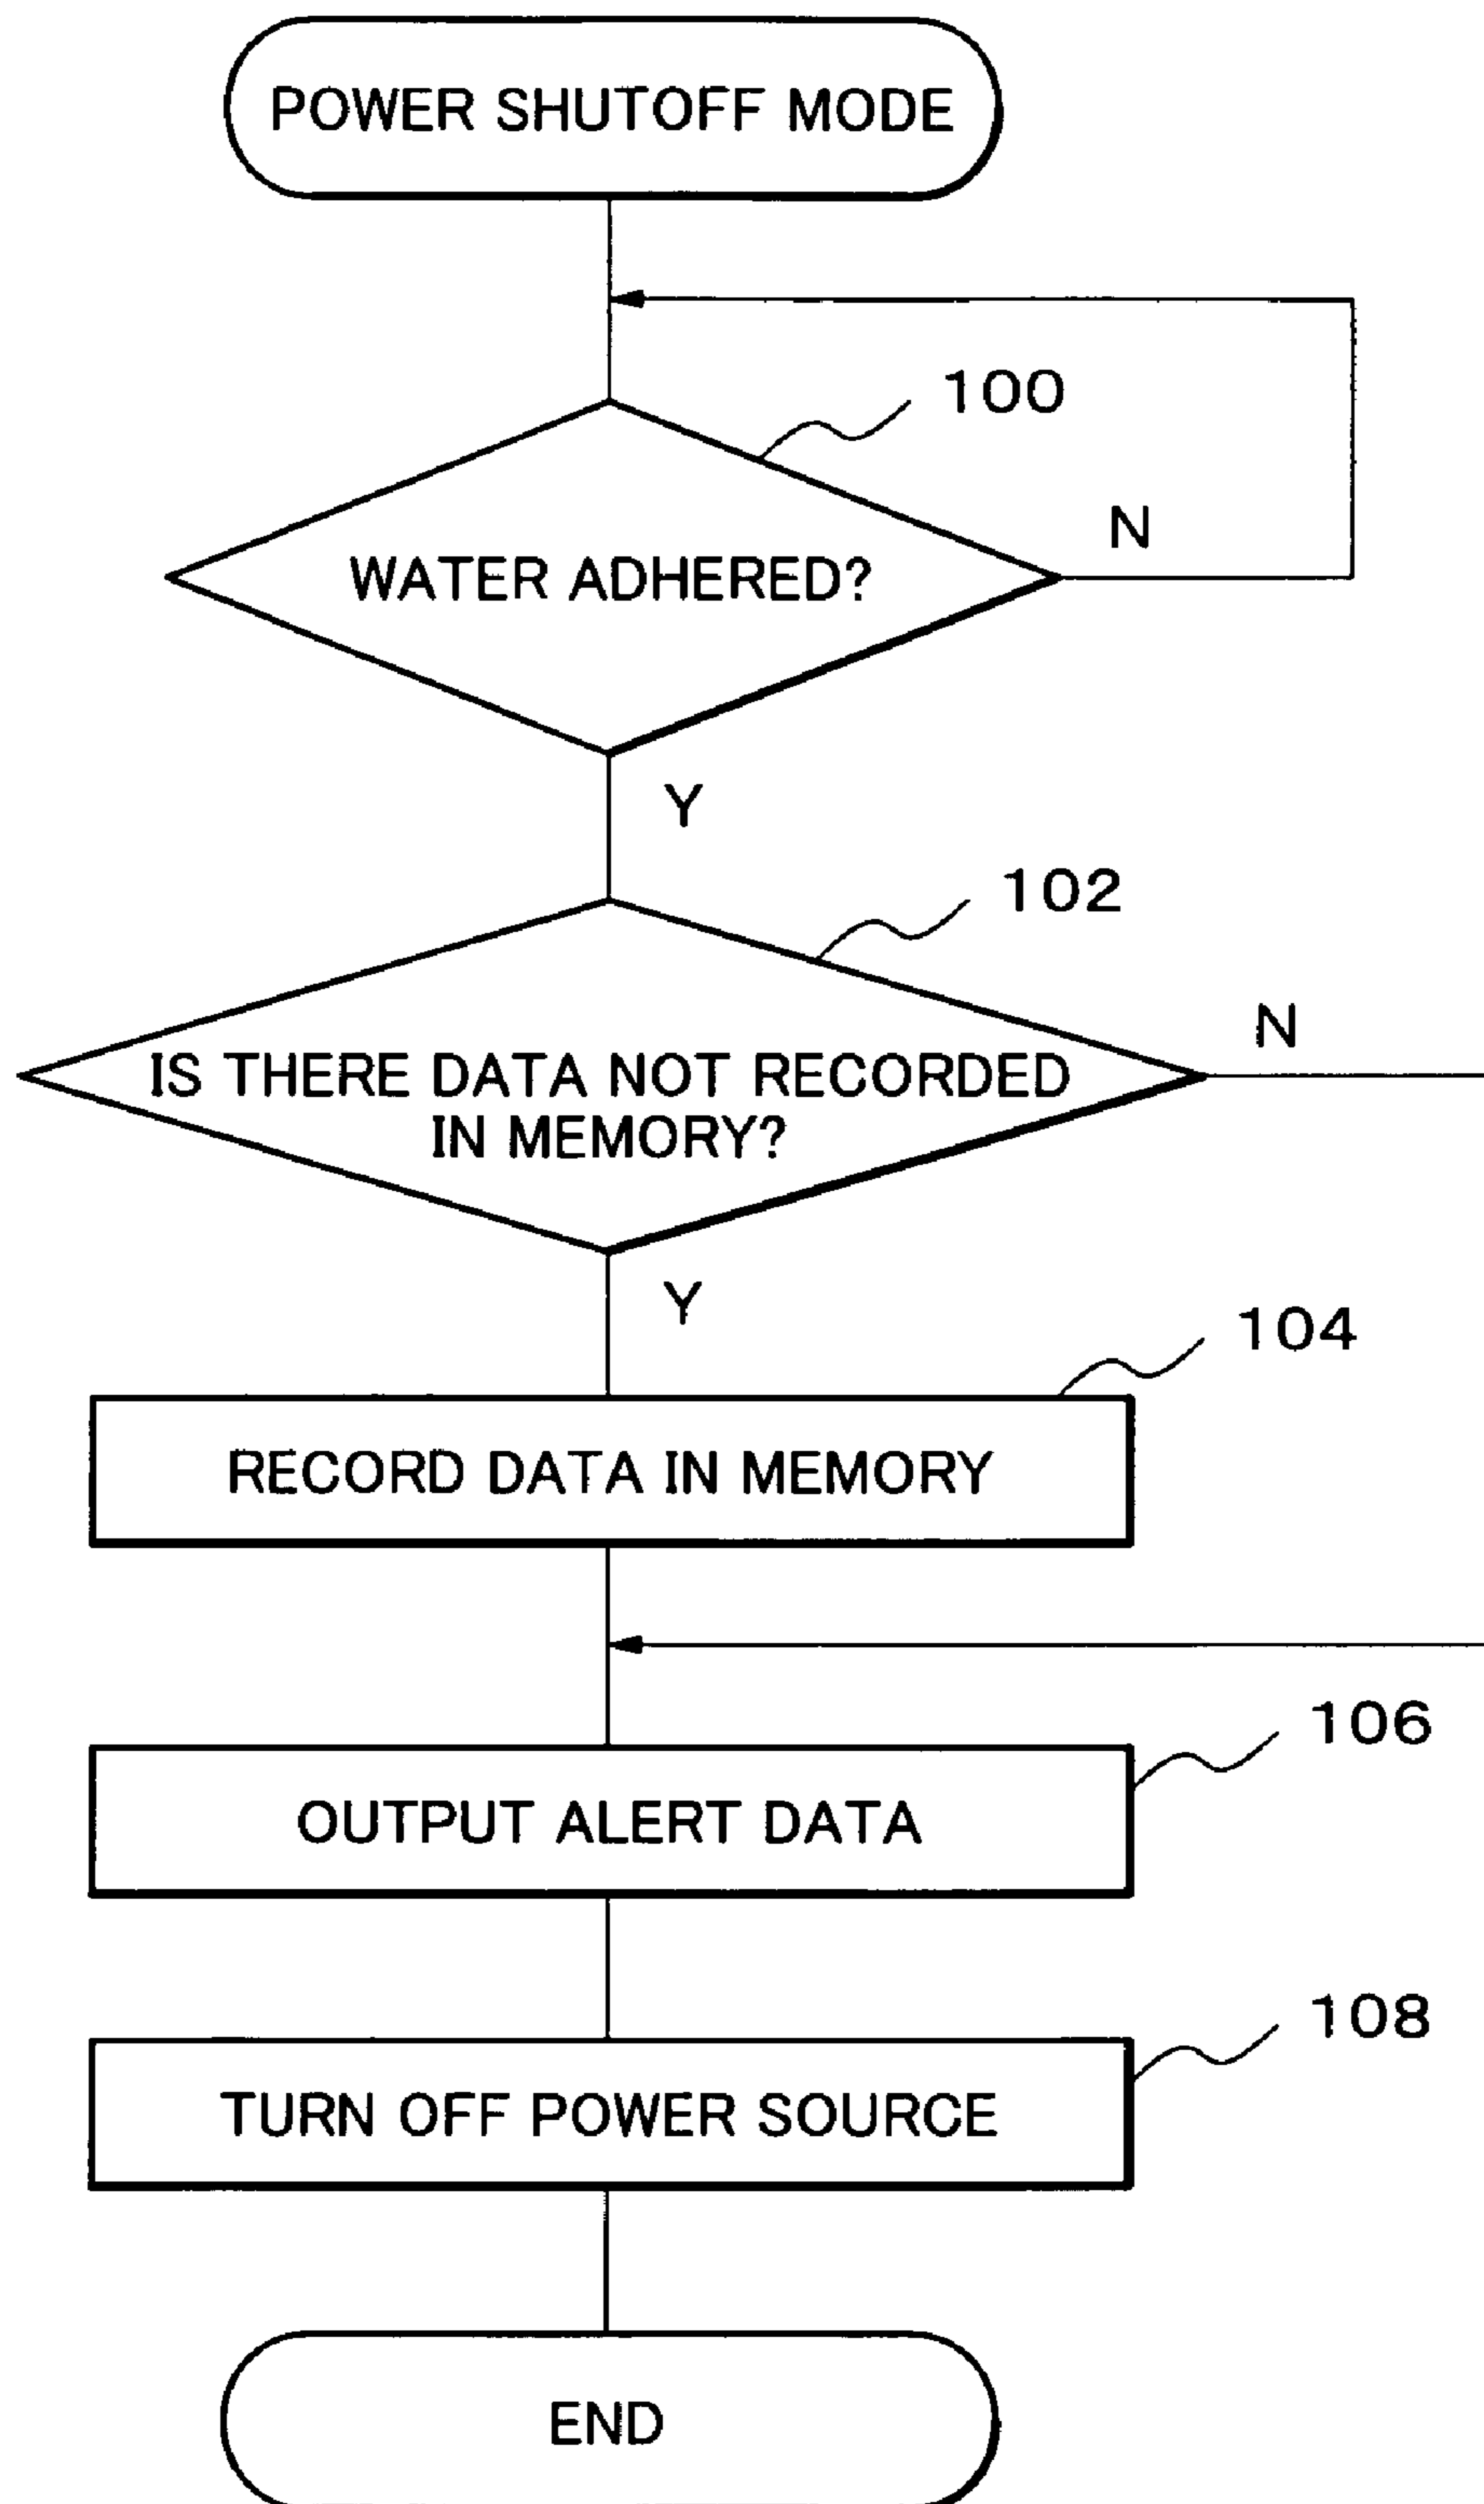 POWER SHUTOFF MODE
100
N
WATER ADHERED?
Y
102
N
IS THERE DATA NOT RECORDED
IN MEMORY?
Y
104
RECORD DATA IN MEMORY
106
OUTPUT ALERT DATA
108
TURN OFF POWER SOURCE
END